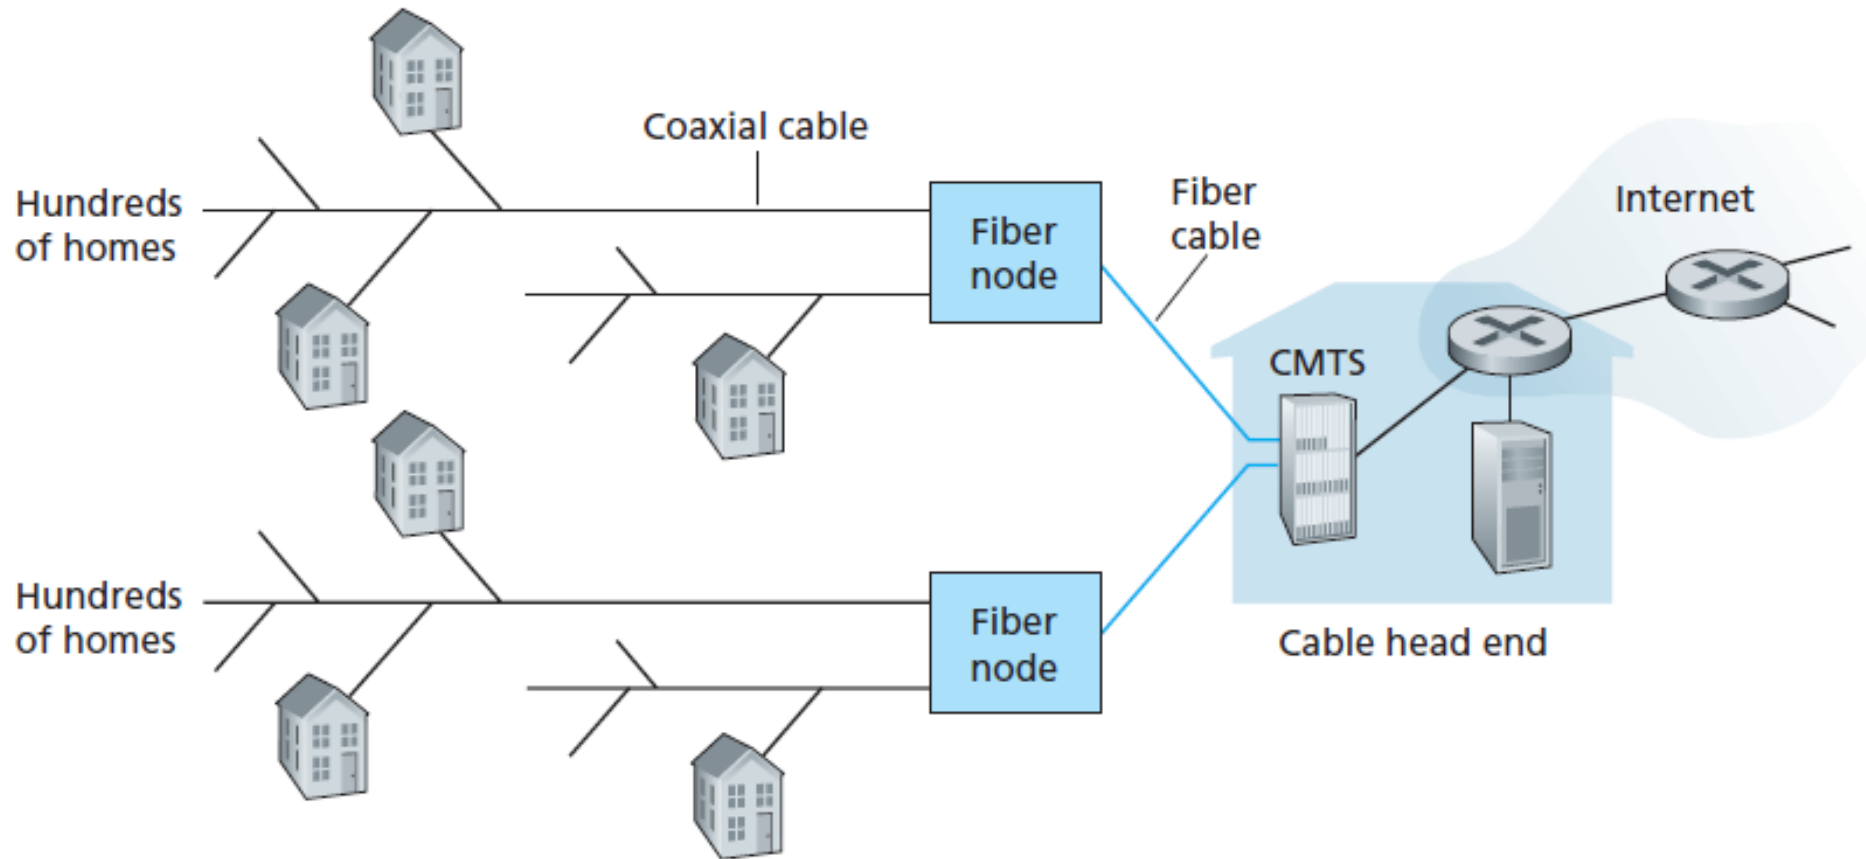 Coaxial cable
Hundreds
of homes
Fiber
node
Fiber
cable
Internet
CMTS
Hundreds
of homes
Fiber
node
Cable head end